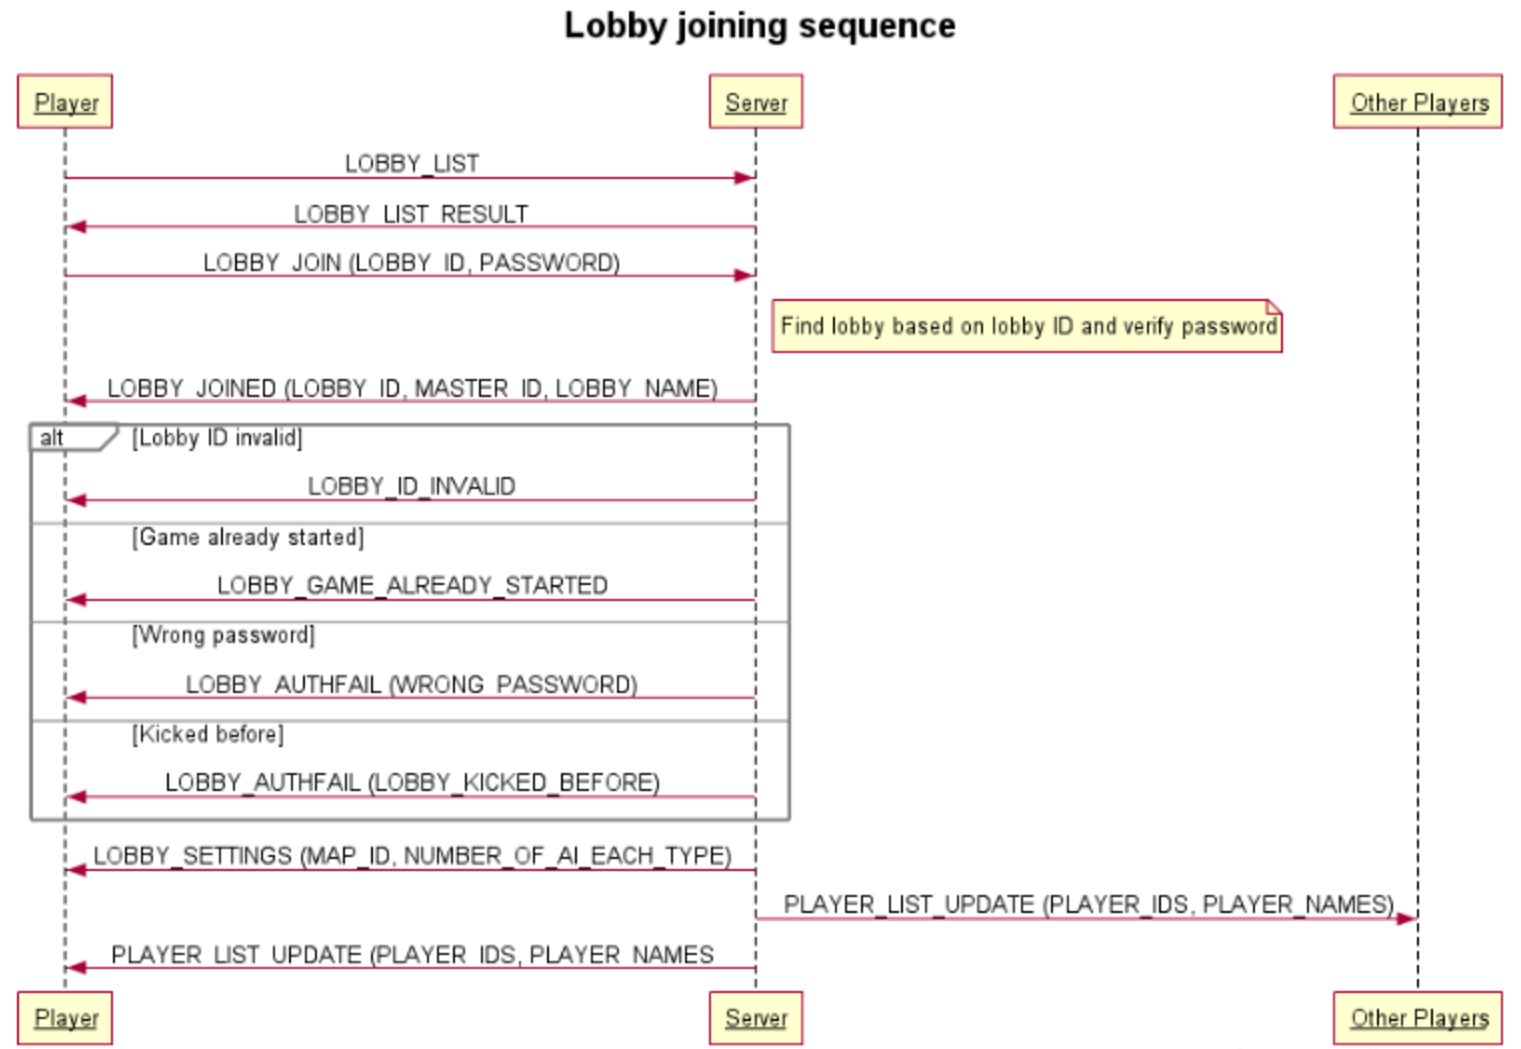 Lobby joining sequence
Player Server Other Players
LOBBY_LIST
LOBBY_LIST_RESULT
LOBBY_JOIN (LOBBY_ID, PASSWORD)
Find lobby based on lobby ID and verify password
LOBBY_JOINED (LOBBY_ID, MASTER_ID, LOBBY_NAME)
alt [Lobby ID invalid]
LOBBY_ID_INVALID
[Game already started]
LOBBY_GAME_ALREADY_STARTED
[Wrong password]
LOBBY_AUTHFAIL (WRONG_PASSWORD)
[Kicked before]
LOBBY_AUTHFAIL (LOBBY_KICKED_BEFORE)
LOBBY_SETTINGS (MAP_ID, NUMBER_OF_AI_EACH_TYPE)
PLAYER_LIST_UPDATE (PLAYER_IDS, PLAYER_NAMES)
PLAYER_LIST_UPDATE (PLAYER_IDS, PLAYER_NAMES
Player Server Other Players